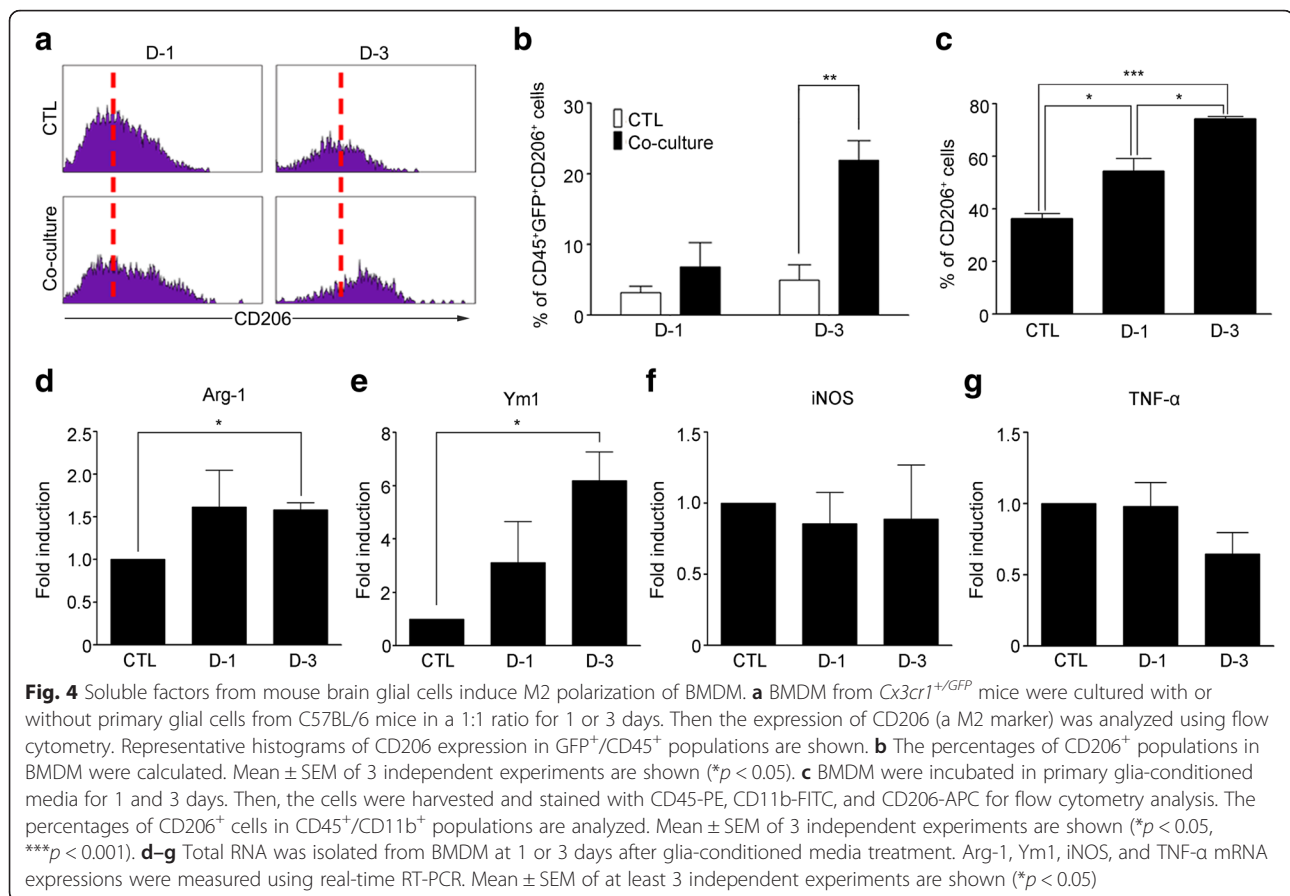 a
D-1
D-3
CTL
Co-culture
CD206
b
% of CD45⁺GFP⁺CD206⁺ cells
30
20
10
0
CTL
Co-culture
**
D-1
D-3
c
% of CD206⁺ cells
80
60
40
20
0
***
*
*
CTL
D-1
D-3
d
Arg-1
Fold induction
2.5
2.0
1.5
1.0
0.5
0
*
CTL
D-1
D-3
e
Ym1
Fold induction
8
6
4
2
0
*
CTL
D-1
D-3
f
iNOS
Fold induction
1.5
1.0
0.5
0
CTL
D-1
D-3
g
TNF-α
Fold induction
1.5
1.0
0.5
0
CTL
D-1
D-3
Fig. 4 Soluble factors from mouse brain glial cells induce M2 polarization of BMDM. a BMDM from Cx3cr1⁺/ᴳᶠᴾ mice were cultured with or
without primary glial cells from C57BL/6 mice in a 1:1 ratio for 1 or 3 days. Then the expression of CD206 (a M2 marker) was analyzed using flow
cytometry. Representative histograms of CD206 expression in GFP⁺/CD45⁺ populations are shown. b The percentages of CD206⁺ populations in
BMDM were calculated. Mean ± SEM of 3 independent experiments are shown (*p < 0.05). c BMDM were incubated in primary glia-conditioned
media for 1 and 3 days. Then, the cells were harvested and stained with CD45-PE, CD11b-FITC, and CD206-APC for flow cytometry analysis. The
percentages of CD206⁺ cells in CD45⁺/CD11b⁺ populations are analyzed. Mean ± SEM of 3 independent experiments are shown (*p < 0.05,
***p < 0.001). d–g Total RNA was isolated from BMDM at 1 or 3 days after glia-conditioned media treatment. Arg-1, Ym1, iNOS, and TNF-α mRNA
expressions were measured using real-time RT-PCR. Mean ± SEM of at least 3 independent experiments are shown (*p < 0.05)